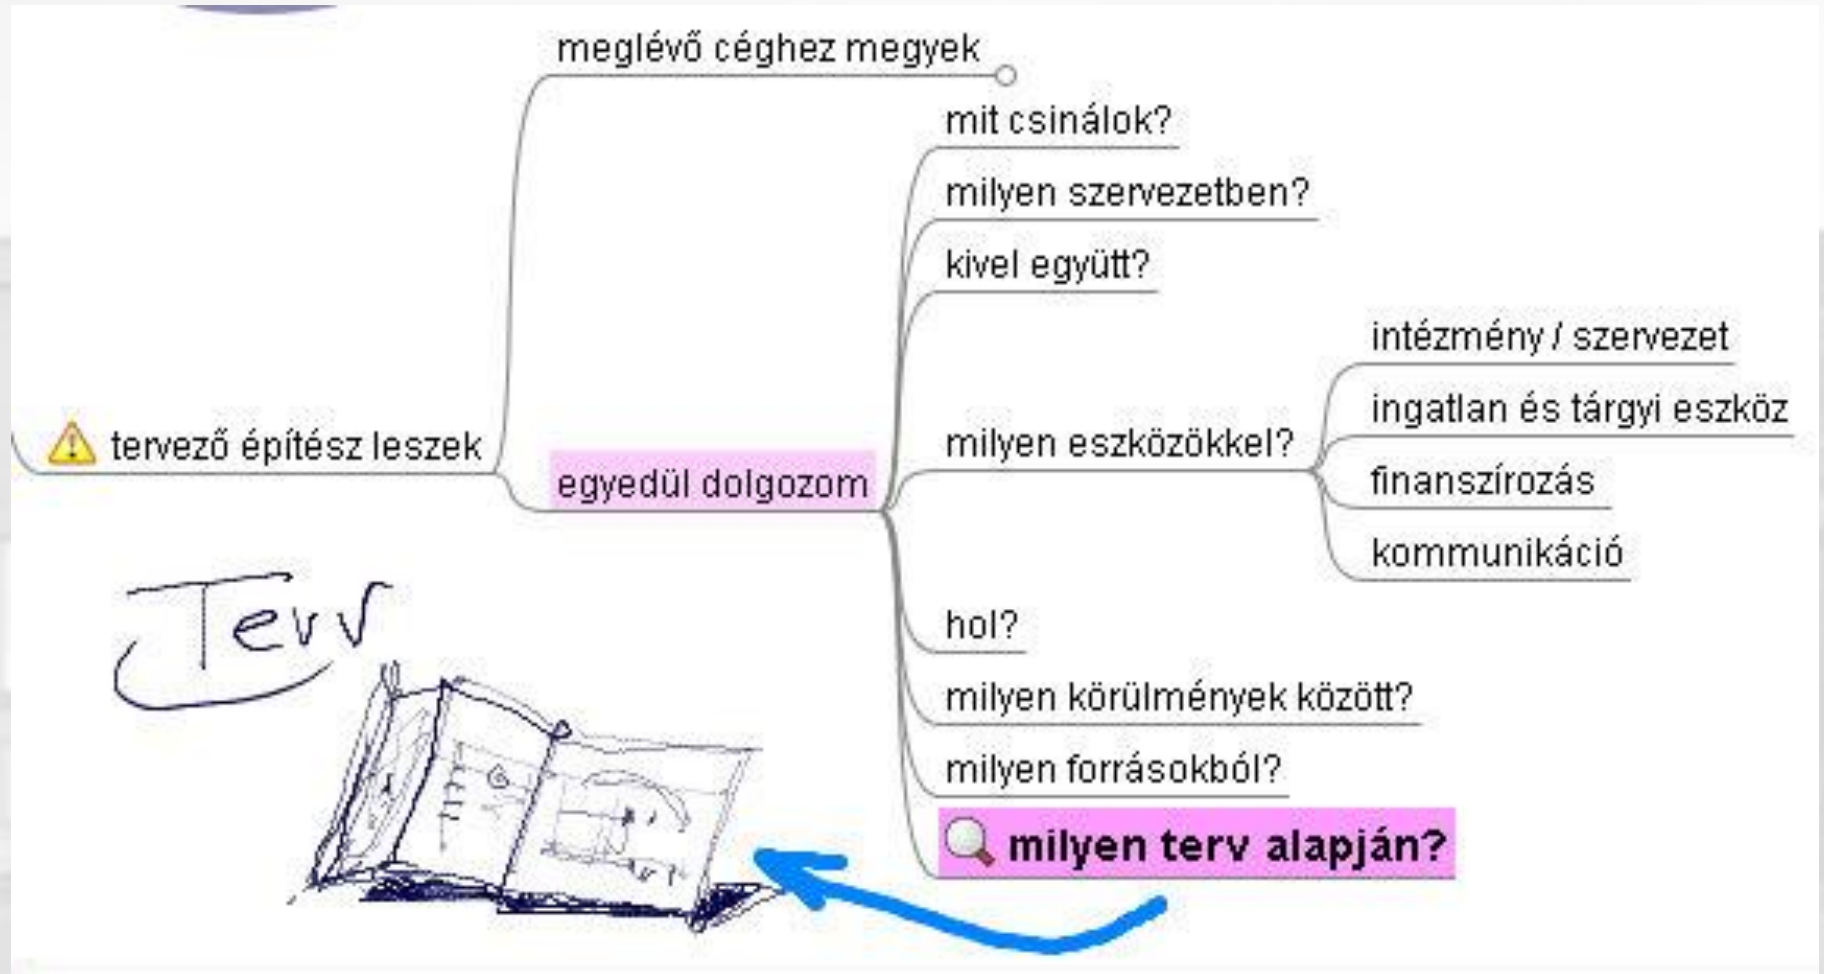 meglévő céghez megyek
mit csinálok?
milyen szervezetben?
kivel együtt?
intézmény / szervezet
ingatlan és tárgyi eszköz
tervező építész leszek
milyen eszközökkel?
egyedül dolgozom
finanszírozás
kommunikáció
Terv
hol?
milyen körülmények között?
milyen forrásokból?
milyen terv alapján?